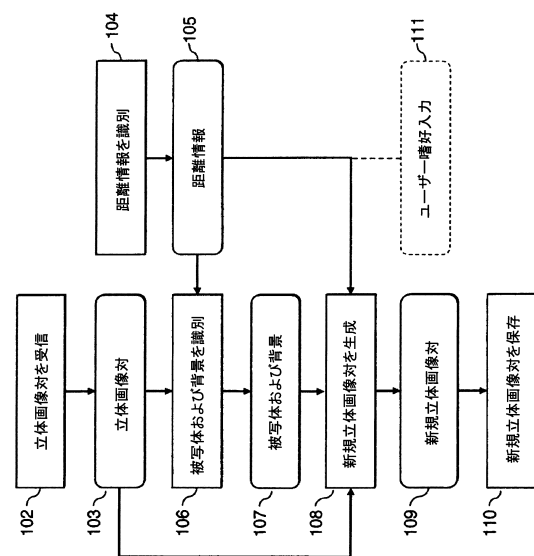 102
立体画像対を受信
103
立体画像対
104
距離情報を識別
105
距離情報
106
被写体および背景を識別
107
被写体および背景
108
新規立体画像対を生成
109
新規立体画像対
110
新規立体画像対を保存
111
ユーザー嗜好入力